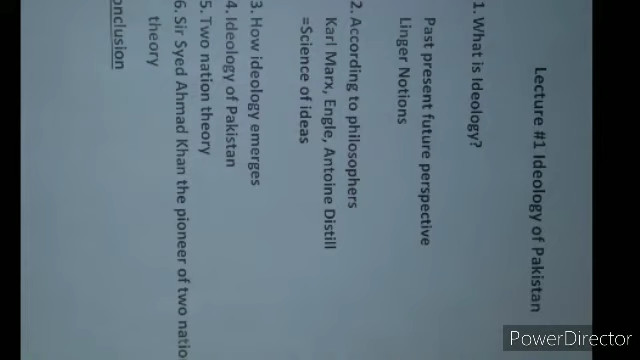 Lecture #1 Ideology of Pakistan
1. What is Ideology?
Past present future perspective
Linger Notions
2. According to philosophers
Karl Marx, Engle, Antoine Distill
=Science of ideas
3. How ideology emerges
4. Ideology of Pakistan
5. Two nation theory
6. Sir Syed Ahmad Khan the pioneer of two natio
theory
onclusion
PowerDirector